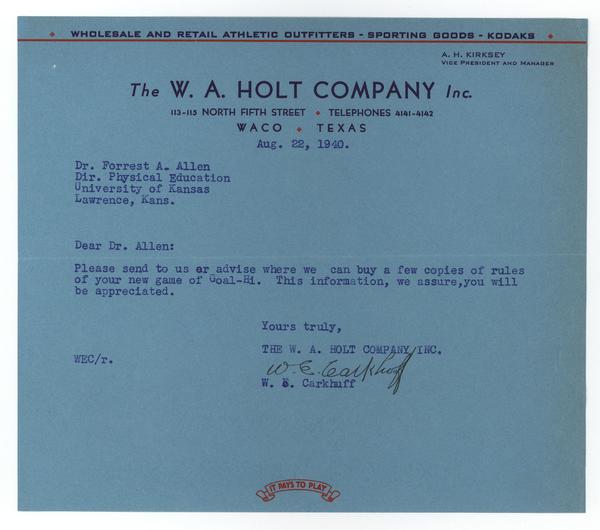 WHOLESALE AND RETAIL ATHLETIC OUTFITTERS - SPORTING GOODS - KODAKS
A. H. KIRKSEY
VICE PRESIDENT AND MANAGER
The W. A. HOLT COMPANY Inc.
113-115 NORTH FIFTH STREET • TELEPHONES 4141-4142
WACO • TEXAS
Aug. 22, 1940.
Dr. Forrest A. Allen
Dir. Physical Education
University of Kansas
Lawrence, Kans.
Dear Dr. Allen:
Please send to us or advise where we can buy a few copies of rules
of your new game of Goal-Hi. This information, we assure,you will
be appreciated.
Yours truly,
THE W. A. HOLT COMPANY INC.
WEC/r.
W. E. Carkhuff
W. E. Carkhuff
IT PAYS TO PLAY